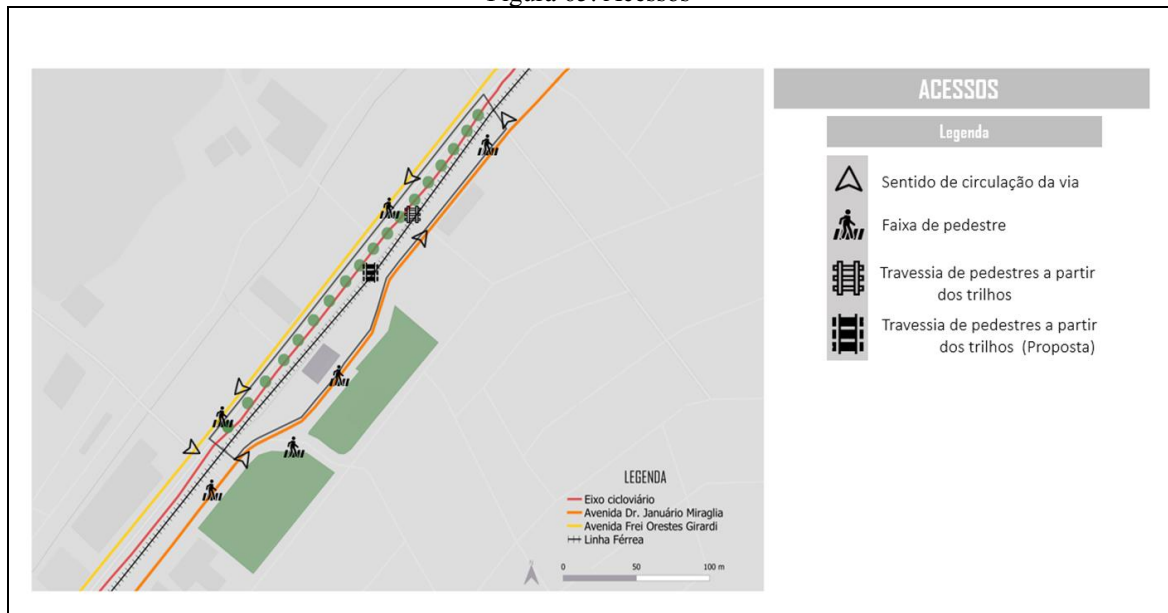 Figura 05: Acessos
ACESSOS
Legenda
Sentido de circulação da via
Faixa de pedestre
Travessia de pedestres a partir
dos trilhos
Travessia de pedestres a partir
dos trilhos (Proposta)
LEGENDA
Eixo cicloviário
Avenida Dr. Januário Miraglia
Avenida Frei Orestes Girardi
Linha Férrea
0 50 100 m